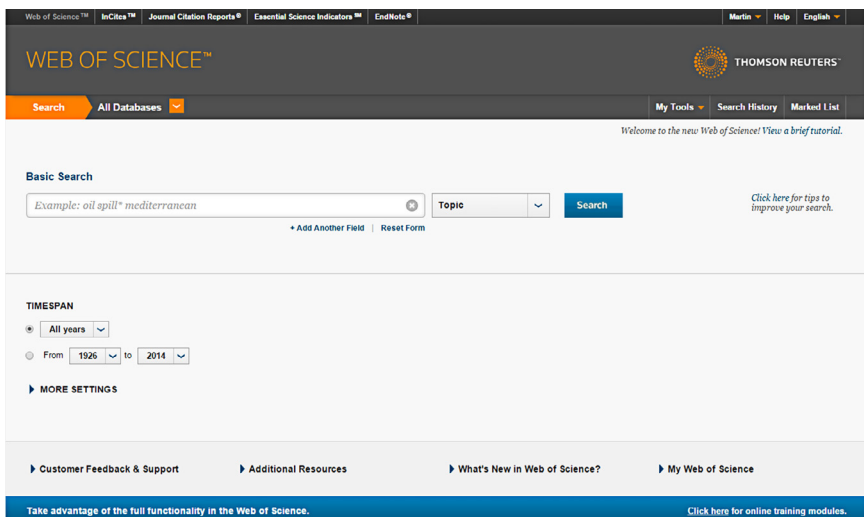 Web of Science™ InCites™ Journal Citation Reports® Essential Science Indicators™ EndNote® Martin Help English
WEB OF SCIENCE™
THOMSON REUTERS™
Search All Databases My Tools Search History Marked List
Welcome to the new Web of Science! View a brief tutorial.
Basic Search
Example: oil spill* mediterranean Topic Search
Click here for tips to
improve your search.
+ Add Another Field | Reset Form
TIMESPAN
All years
From 1926 to 2014
MORE SETTINGS
Customer Feedback & Support Additional Resources What's New in Web of Science? My Web of Science
Take advantage of the full functionality in the Web of Science. Click here for online training modules.